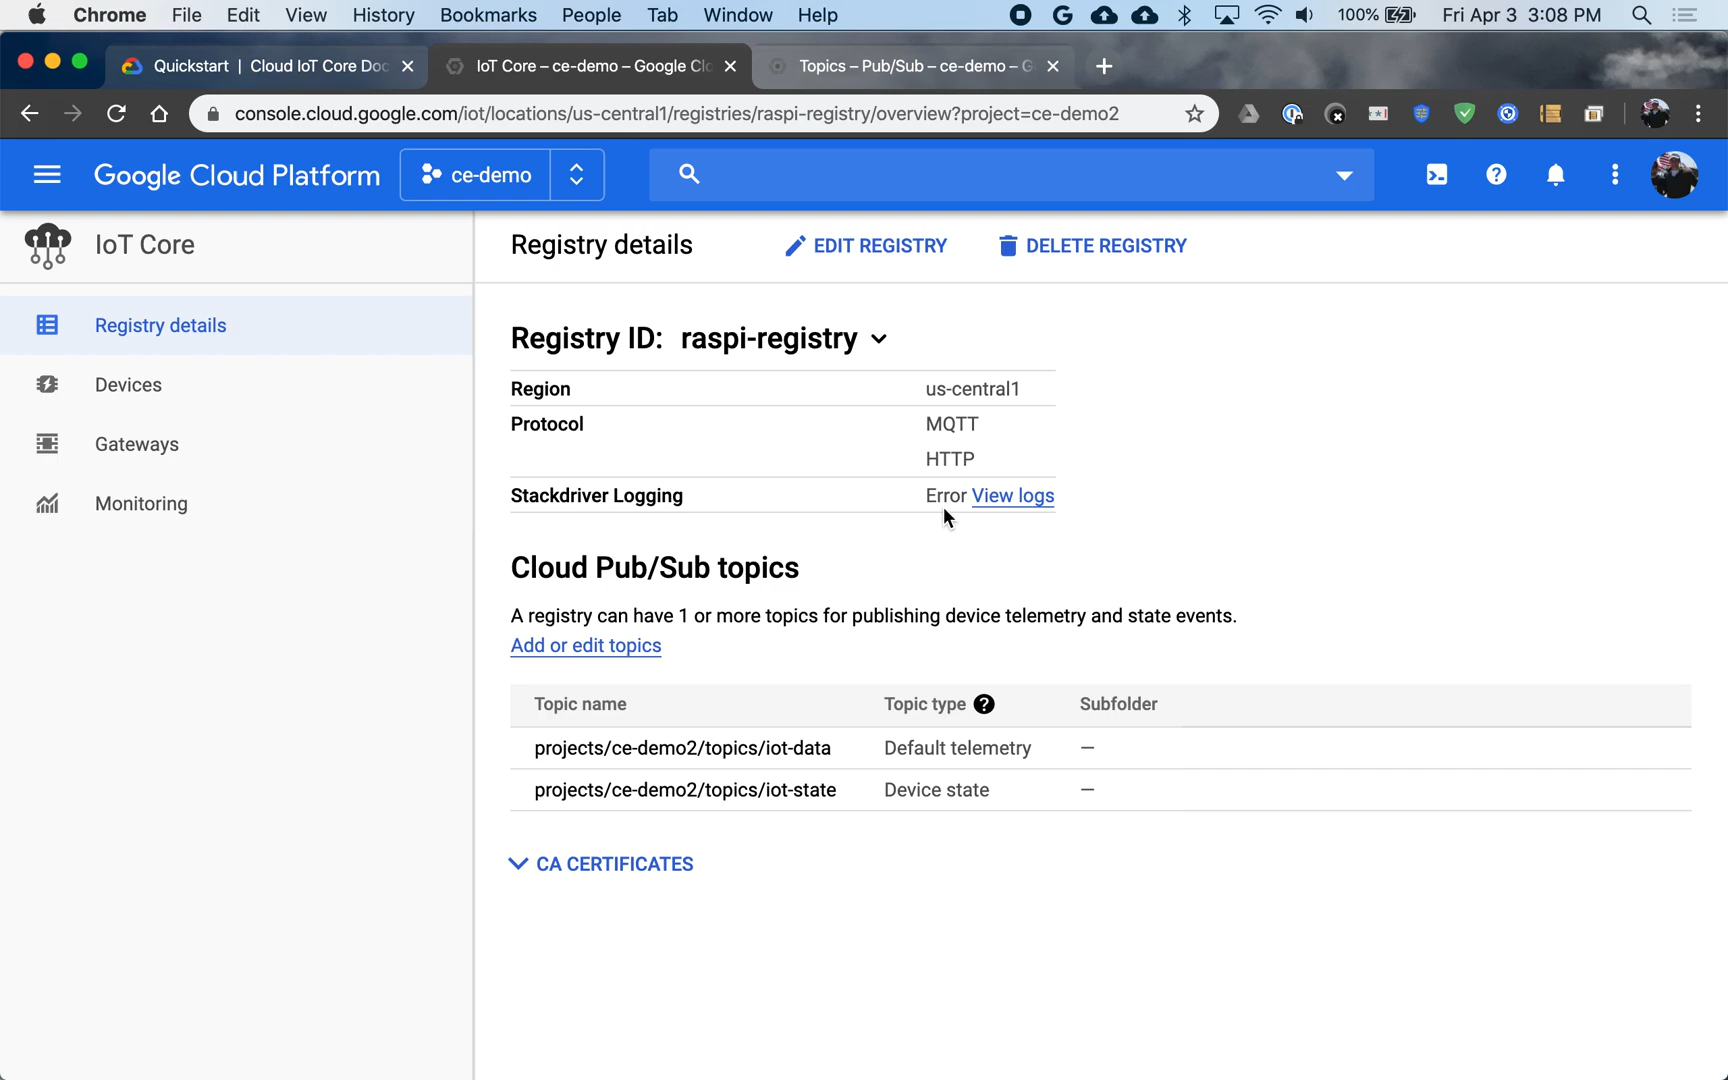 Chrome File Edit View History Bookmarks People Tab Window Help 100% Fri Apr 3 3:08 PM
Quickstart | Cloud IoT Core Doc IoT Core – ce-demo – Google Clo Topics – Pub/Sub – ce-demo – G
console.cloud.google.com/iot/locations/us-central1/registries/raspi-registry/overview?project=ce-demo2
Google Cloud Platform ce-demo
IoT Core
Registry details EDIT REGISTRY DELETE REGISTRY
Registry details
Devices
Gateways
Monitoring
Registry ID: raspi-registry
Region us-central1
Protocol MQTT
HTTP
Stackdriver Logging Error View logs
Cloud Pub/Sub topics
A registry can have 1 or more topics for publishing device telemetry and state events.
Add or edit topics
Topic name Topic type Subfolder
projects/ce-demo2/topics/iot-data Default telemetry —
projects/ce-demo2/topics/iot-state Device state —
CA CERTIFICATES